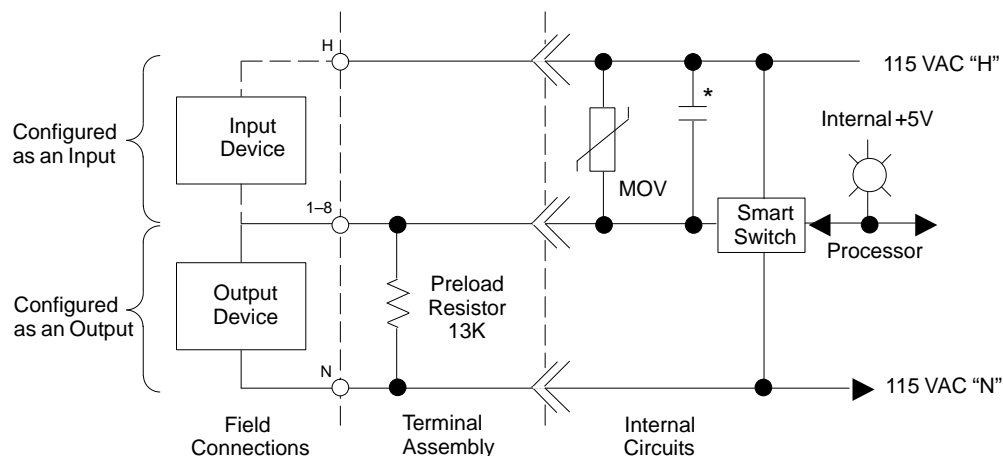 H
115 VAC "H"
*
Configured
as an Input
Input
Device
Internal +5V
MOV
1–8
Smart
Switch
Processor
Configured
as an Output
Output
Device
Preload
Resistor
13K
N
115 VAC "N"
Field
Connections
Terminal
Assembly
Internal
Circuits